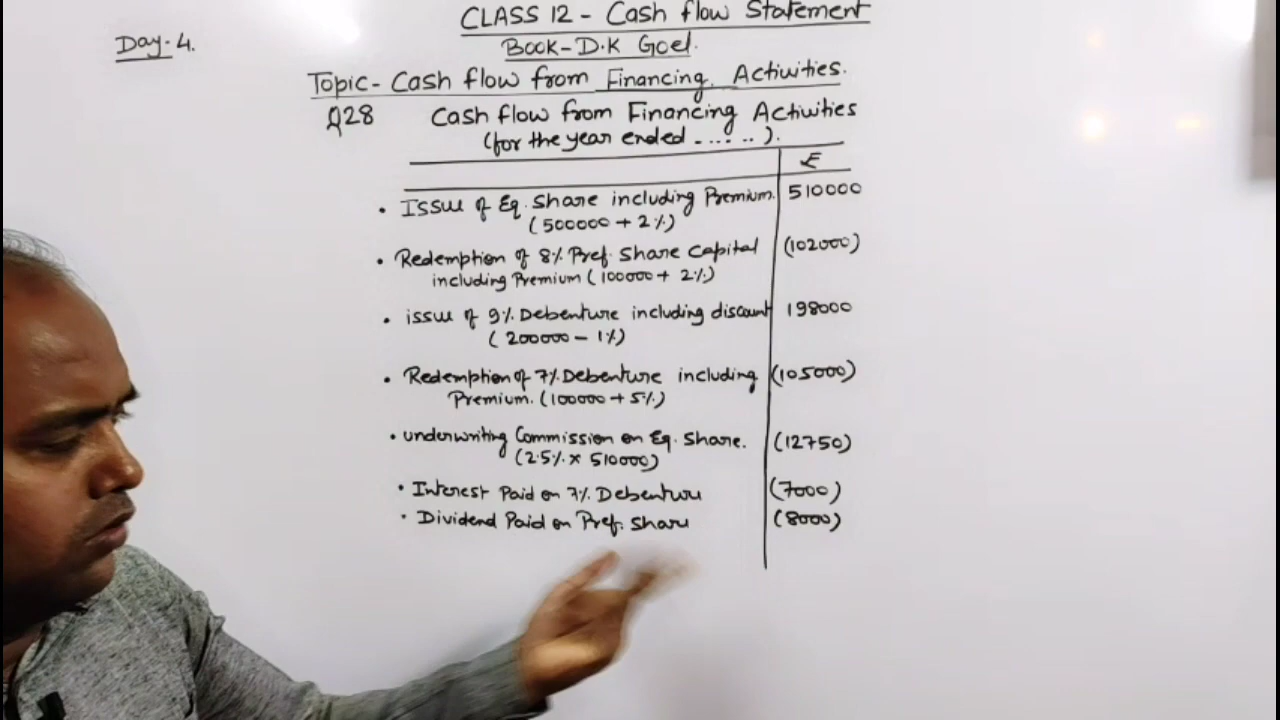 CLASS 12 - Cash flow Statement
Day-4.
Book-D.K Goel.
Topic- Cash flow from Financing Activities.
Q28 Cash flow from Financing Activities
(for the year ended ......).
₹
• Issue of Eq. Share including Premium. 510000
(500000 + 2%)
• Redemption of 8% Pref. Share Capital (102000)
including Premium (100000 + 2%)
• issue of 9% Debenture including discount 198000
(200000 - 1%)
• Redemption of 7% Debenture including (105000)
Premium. (100000 + 5%)
• underwriting Commission on Eq. Share. (12750)
(2.5% × 510000)
• Interest Paid on 7% Debenture (7000)
• Dividend Paid on Pref. Share (8000)